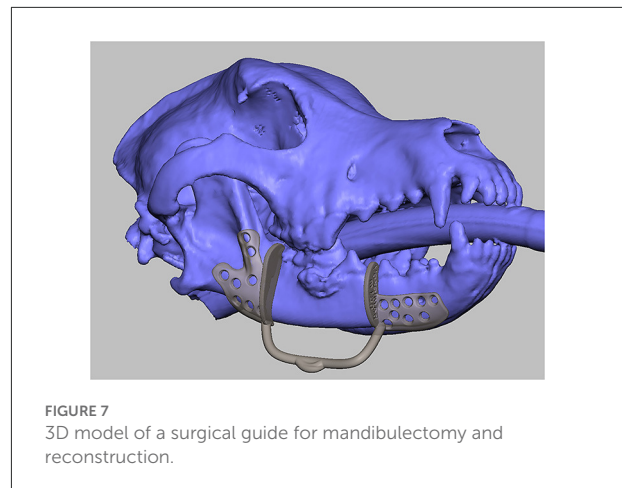 FIGURE 7
3D model of a surgical guide for mandibulectomy and
reconstruction.